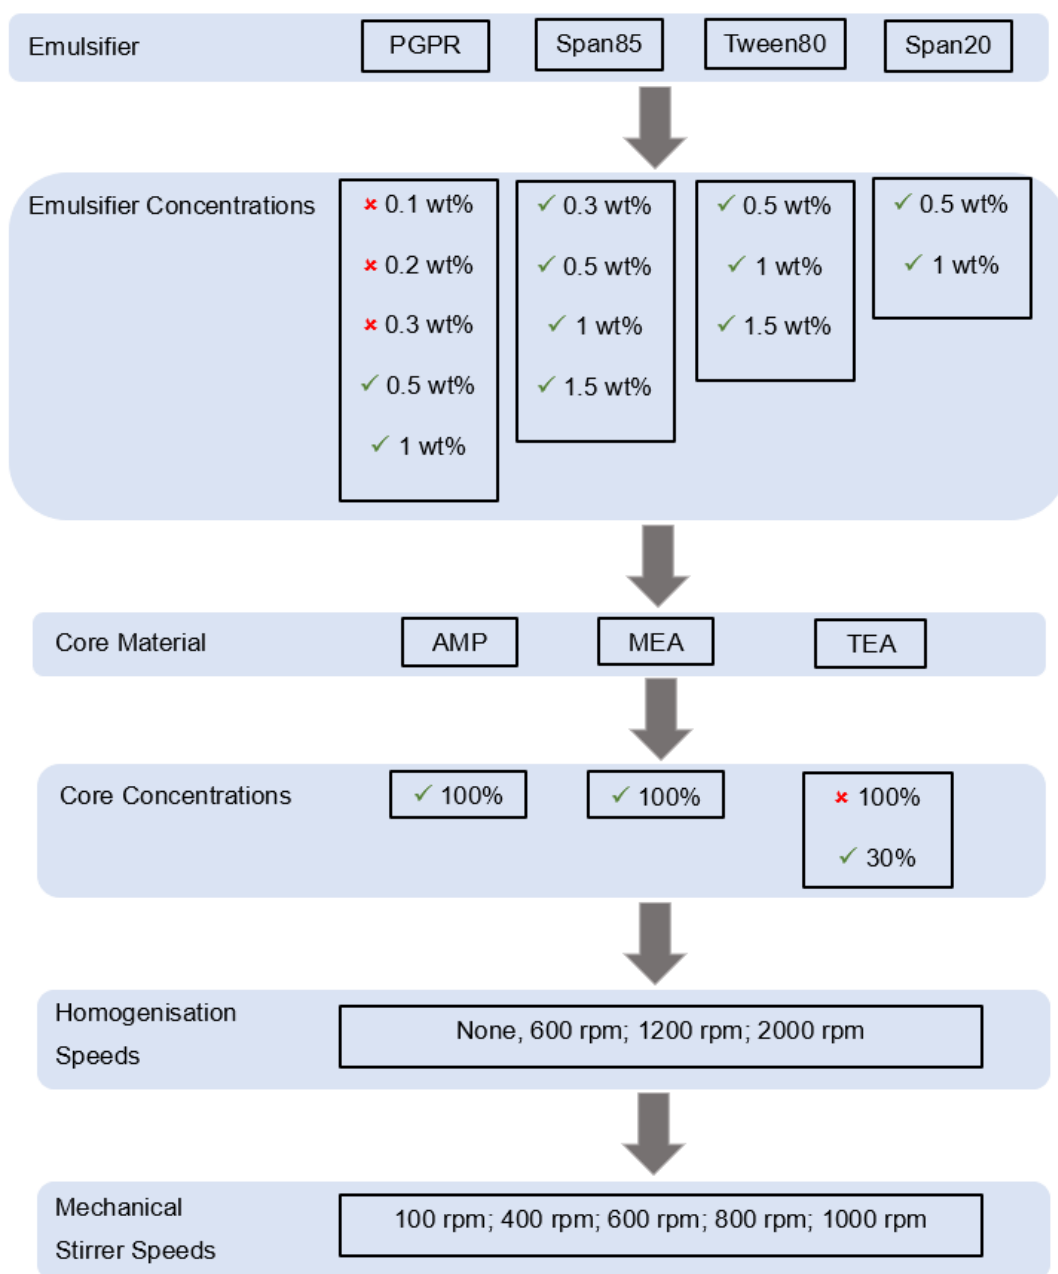 Emulsifier PGPR Span85 Tween80 Span20
Emulsifier Concentrations ✘ 0.1 wt% ✓ 0.3 wt% ✓ 0.5 wt% ✓ 0.5 wt%
✘ 0.2 wt% ✓ 0.5 wt% ✓ 1 wt% ✓ 1 wt%
✘ 0.3 wt% ✓ 1 wt% ✓ 1.5 wt%
✓ 0.5 wt% ✓ 1.5 wt%
✓ 1 wt%
Core Material AMP MEA TEA
Core Concentrations ✓ 100% ✓ 100% ✘ 100%
✓ 30%
Homogenisation
Speeds
None, 600 rpm; 1200 rpm; 2000 rpm
Mechanical
Stirrer Speeds
100 rpm; 400 rpm; 600 rpm; 800 rpm; 1000 rpm